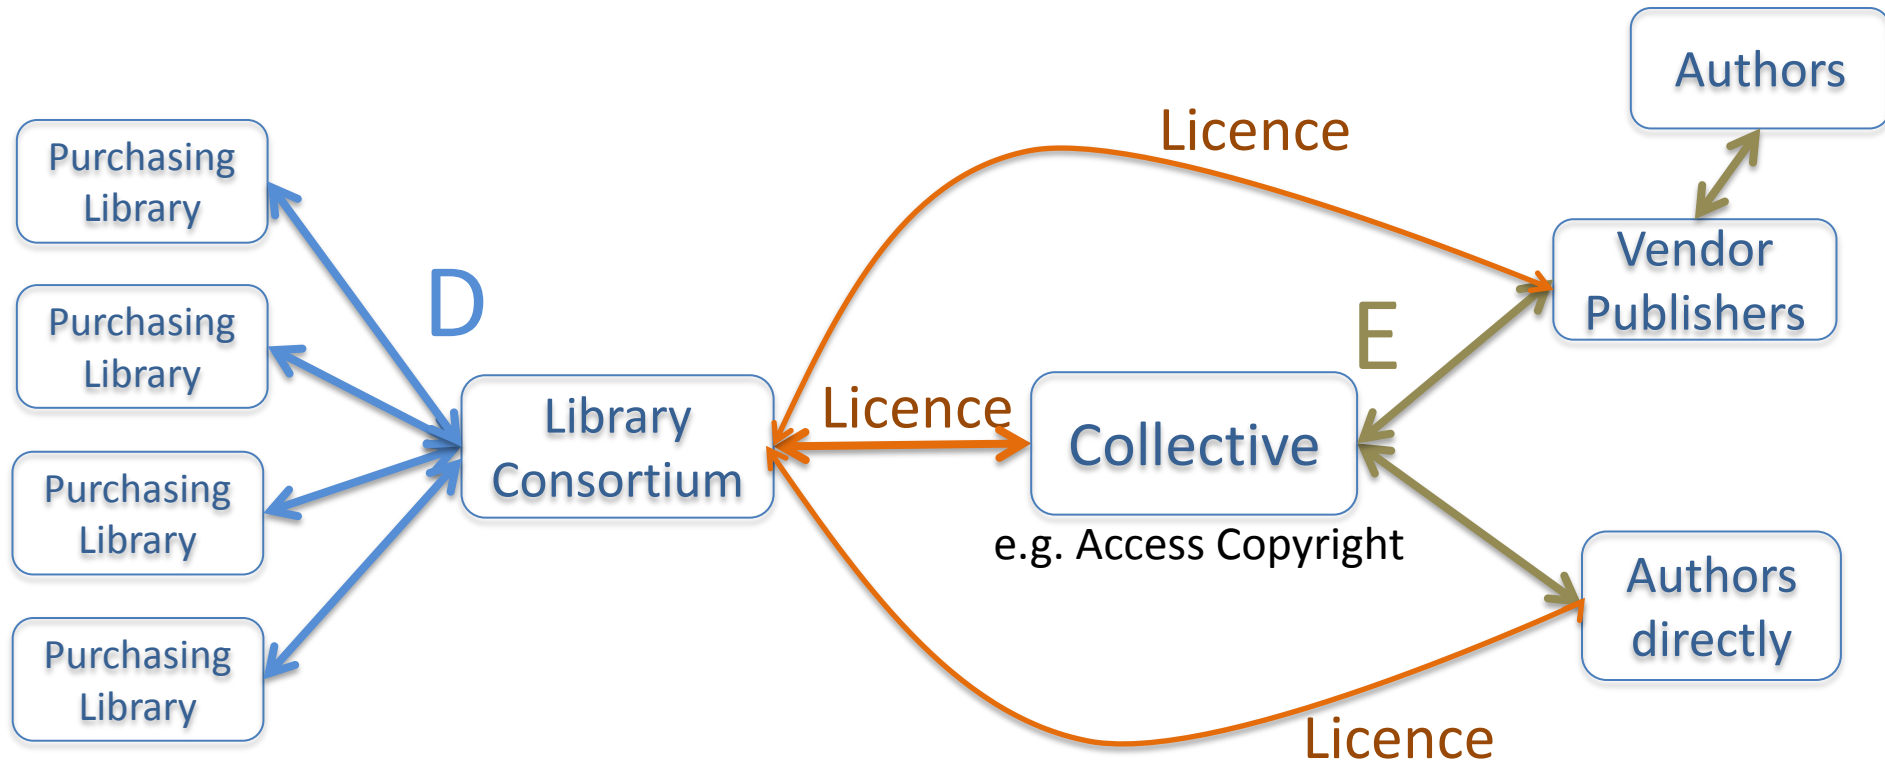 Authors
Licence
Purchasing
Library
Vendor
Publishers
D
E
Purchasing
Library
Licence
Library
Consortium
Collective
e.g. Access Copyright
Purchasing
Library
Authors
directly
Purchasing
Library
Licence